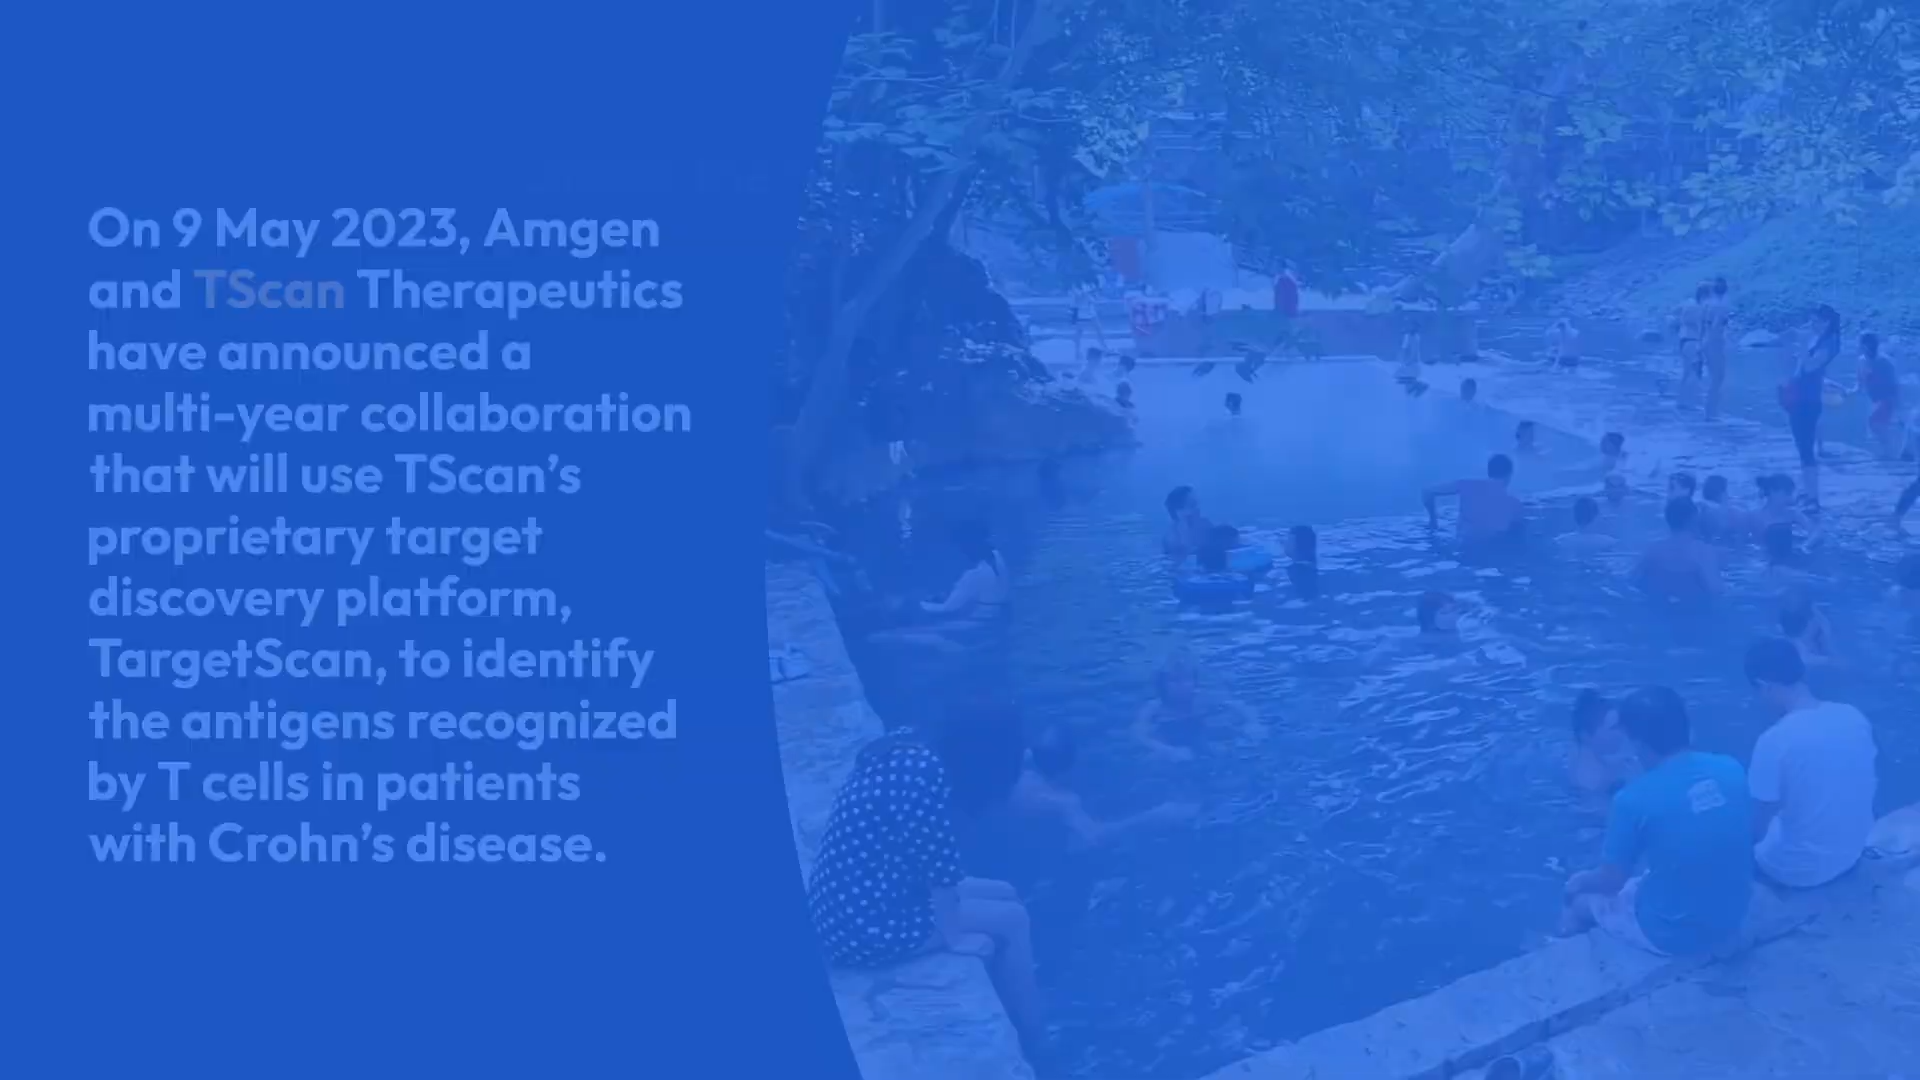 On 9 May 2023, Amgen
and TScan Therapeutics
have announced a
multi-year collaboration
that will use TScan’s
proprietary target
discovery platform,
TargetScan, to identify
the antigens recognized
by T cells in patients
with Crohn’s disease.